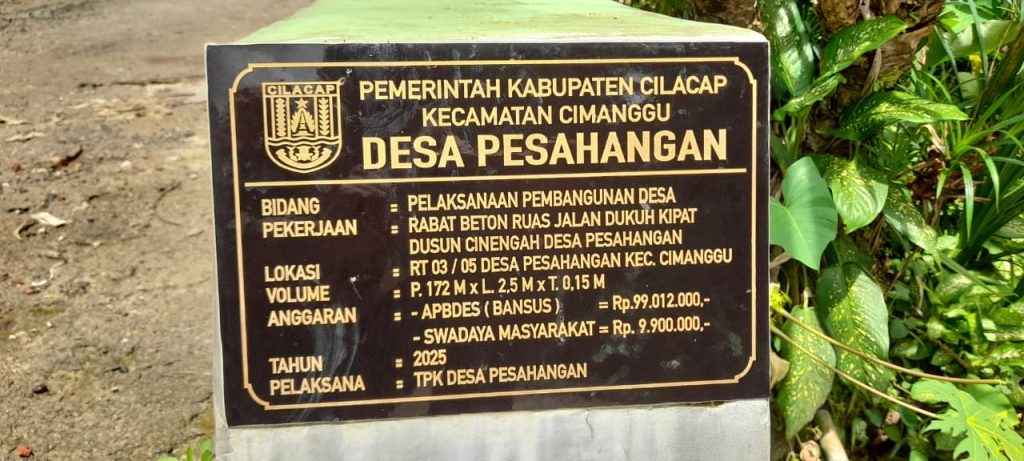 CILACAP
PEMERINTAH KABUPATEN CILACAP
KECAMATAN CIMANGGU
DESA PESAHANGAN
BIDANG : PELAKSANAAN PEMBANGUNAN DESA
PEKERJAAN : RABAT BETON RUAS JALAN DUKUH KIPAT
DUSUN CINENGAH DESA PESAHANGAN
LOKASI : RT 03 / 05 DESA PESAHANGAN KEC. CIMANGGU
VOLUME : P. 172 M x L. 2,5 M x T. 0,15 M
ANGGARAN : - APBDES ( BANSUS ) = Rp.99.012.000,-
- SWADAYA MASYARAKAT = Rp. 9.900.000,-
TAHUN : 2025
PELAKSANA : TPK DESA PESAHANGAN